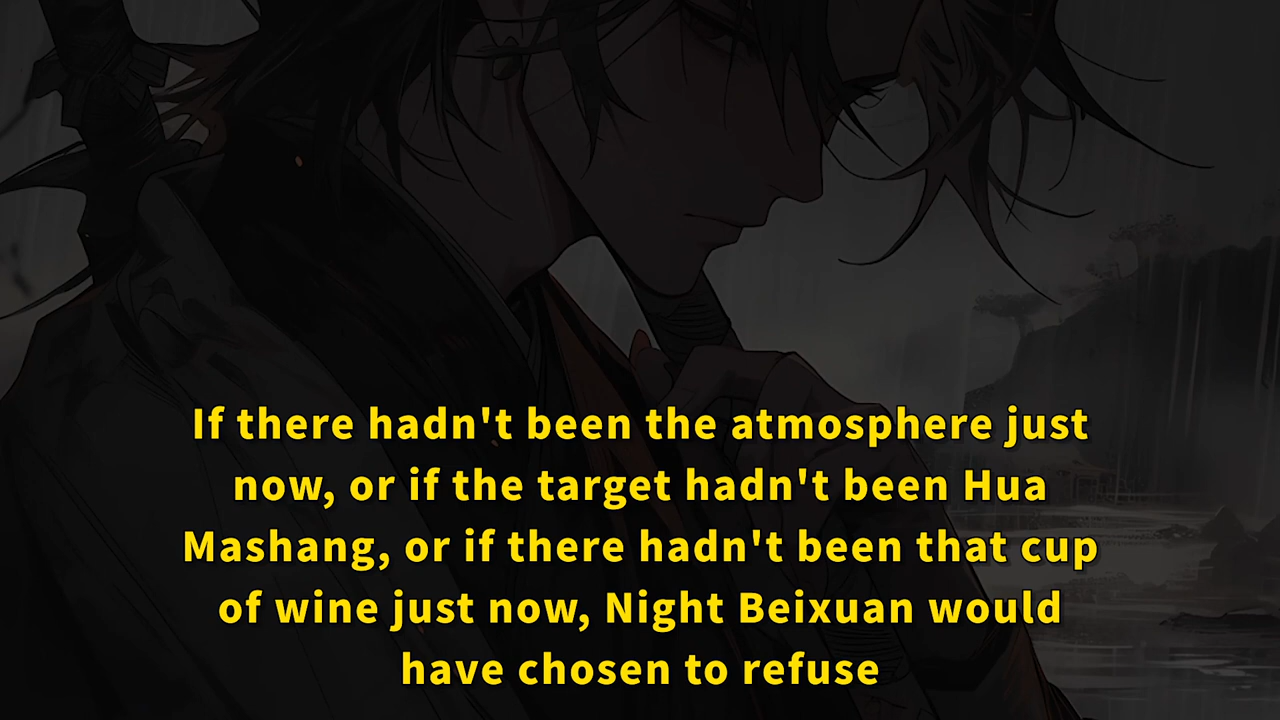 If there hadn't been the atmosphere just
now, or if the target hadn't been Hua
Mashang, or if there hadn't been that cup
of wine just now, Night Beixuan would
have chosen to refuse